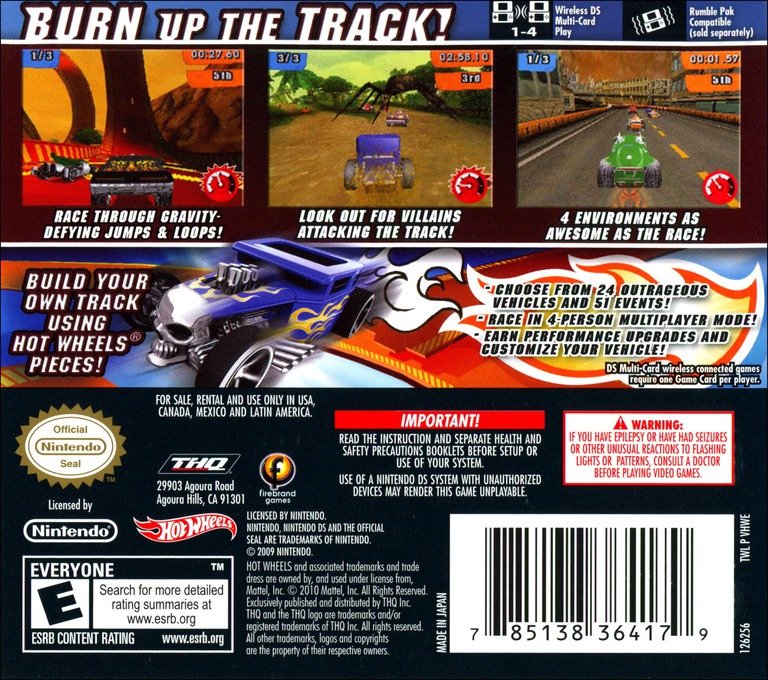 BURN UP THE TRACK!
1-4
Wireless DS
Multi-Card
Play
Rumble Pak
Compatible
(sold separately)
1/3
00:27.60
5th
3/3
02:58.10
3rd
1/3
00:01.57
5th
RACE THROUGH GRAVITY-
DEFYING JUMPS & LOOPS!
LOOK OUT FOR VILLAINS
ATTACKING THE TRACK!
4 ENVIRONMENTS AS
AWESOME AS THE RACE!
BUILD YOUR
OWN TRACK
USING
HOT WHEELS®
PIECES!
- CHOOSE FROM 24 OUTRAGEOUS
VEHICLES AND 51 EVENTS!
- RACE IN 4-PERSON MULTIPLAYER MODE!
- EARN PERFORMANCE UPGRADES AND
CUSTOMIZE YOUR VEHICLE!
DS Multi-Card wireless connected games
require one Game Card per player.
FOR SALE, RENTAL AND USE ONLY IN USA,
CANADA, MEXICO AND LATIN AMERICA.
Official
Nintendo
Seal
TM
Licensed by
Nintendo®
THQ
29903 Agoura Road
Agoura Hills, CA 91301
f
firebrand
games
Hot Wheels
IMPORTANT!
READ THE INSTRUCTION AND SEPARATE HEALTH AND
SAFETY PRECAUTIONS BOOKLETS BEFORE SETUP OR
USE OF YOUR SYSTEM.
USE OF A NINTENDO DS SYSTEM WITH UNAUTHORIZED
DEVICES MAY RENDER THIS GAME UNPLAYABLE.
WARNING:
IF YOU HAVE EPILEPSY OR HAVE HAD SEIZURES
OR OTHER UNUSUAL REACTIONS TO FLASHING
LIGHTS OR PATTERNS, CONSULT A DOCTOR
BEFORE PLAYING VIDEO GAMES.
LICENSED BY NINTENDO.
NINTENDO, NINTENDO DS AND THE OFFICIAL
SEAL ARE TRADEMARKS OF NINTENDO.
© 2009 NINTENDO.
HOT WHEELS and associated trademarks and trade
dress are owned by, and used under license from,
Mattel, Inc. © 2010 Mattel, Inc. All Rights Reserved.
Exclusively published and distributed by THQ Inc.
THQ and the THQ logo are trademarks and/or
registered trademarks of THQ Inc. All rights reserved.
All other trademarks, logos and copyrights
are the property of their respective owners.
EVERYONE
TM
E
Search for more detailed
rating summaries at
www.esrb.org
ESRB CONTENT RATING
www.esrb.org
MADE IN JAPAN
7 85138 36417 9
TWL P VHWE
126256